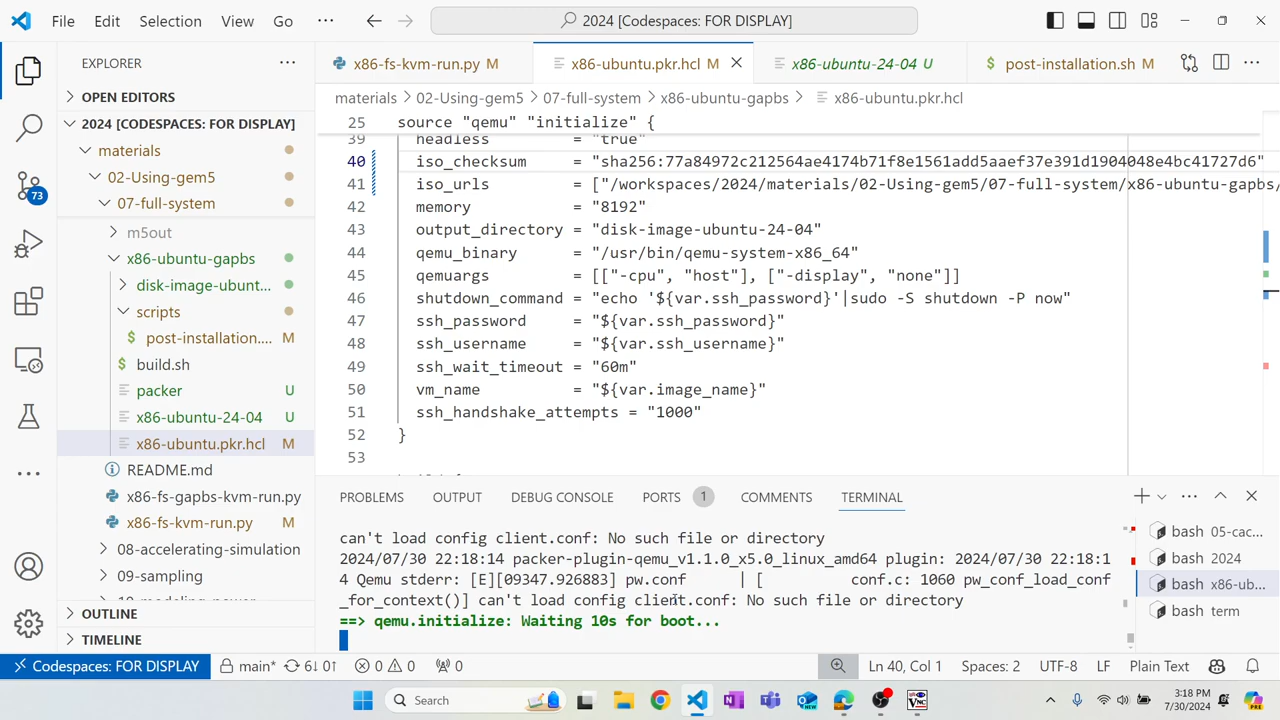 File Edit Selection View Go ··· 2024 [Codespaces: FOR DISPLAY]
EXPLORER
OPEN EDITORS
2024 [CODESPACES: FOR DISPLAY]
materials
02-Using-gem5
07-full-system
m5out
x86-ubuntu-gapbs
disk-image-ubunt...
scripts
post-installation.... M
build.sh
packer U
x86-ubuntu-24-04 U
x86-ubuntu.pkr.hcl M
README.md
x86-fs-gapbs-kvm-run.py
x86-fs-kvm-run.py M
08-accelerating-simulation
09-sampling
OUTLINE
TIMELINE
73
x86-fs-kvm-run.py M x86-ubuntu.pkr.hcl M x86-ubuntu-24-04 U post-installation.sh M
materials > 02-Using-gem5 > 07-full-system > x86-ubuntu-gapbs > x86-ubuntu.pkr.hcl
25 source "qemu" "initialize" {
39 headless = "true"
40 iso_checksum = "sha256:77a84972c212564ae4174b71f8e1561add5aaef37e391d1904048e4bc41727d6"
41 iso_urls = ["/workspaces/2024/materials/02-Using-gem5/07-full-system/x86-ubuntu-gapbs/
42 memory = "8192"
43 output_directory = "disk-image-ubuntu-24-04"
44 qemu_binary = "/usr/bin/qemu-system-x86_64"
45 qemuargs = [["-cpu", "host"], ["-display", "none"]]
46 shutdown_command = "echo '${var.ssh_password}'|sudo -S shutdown -P now"
47 ssh_password = "${var.ssh_password}"
48 ssh_username = "${var.ssh_username}"
49 ssh_wait_timeout = "60m"
50 vm_name = "${var.image_name}"
51 ssh_handshake_attempts = "1000"
52 }
53
PROBLEMS OUTPUT DEBUG CONSOLE PORTS 1 COMMENTS TERMINAL
can't load config client.conf: No such file or directory
2024/07/30 22:18:14 packer-plugin-qemu_v1.1.0_x5.0_linux_amd64 plugin: 2024/07/30 22:18:1
4 Qemu stderr: [E][09347.926883] pw.conf | [ conf.c: 1060 pw_conf_load_conf
_for_context()] can't load config client.conf: No such file or directory
==> qemu.initialize: Waiting 10s for boot...
bash 05-cac...
bash 2024
bash x86-ub...
bash term
Codespaces: FOR DISPLAY main* 6↓ 0↑ 0 0 0 Ln 40, Col 1 Spaces: 2 UTF-8 LF Plain Text
Search
3:18 PM
7/30/2024